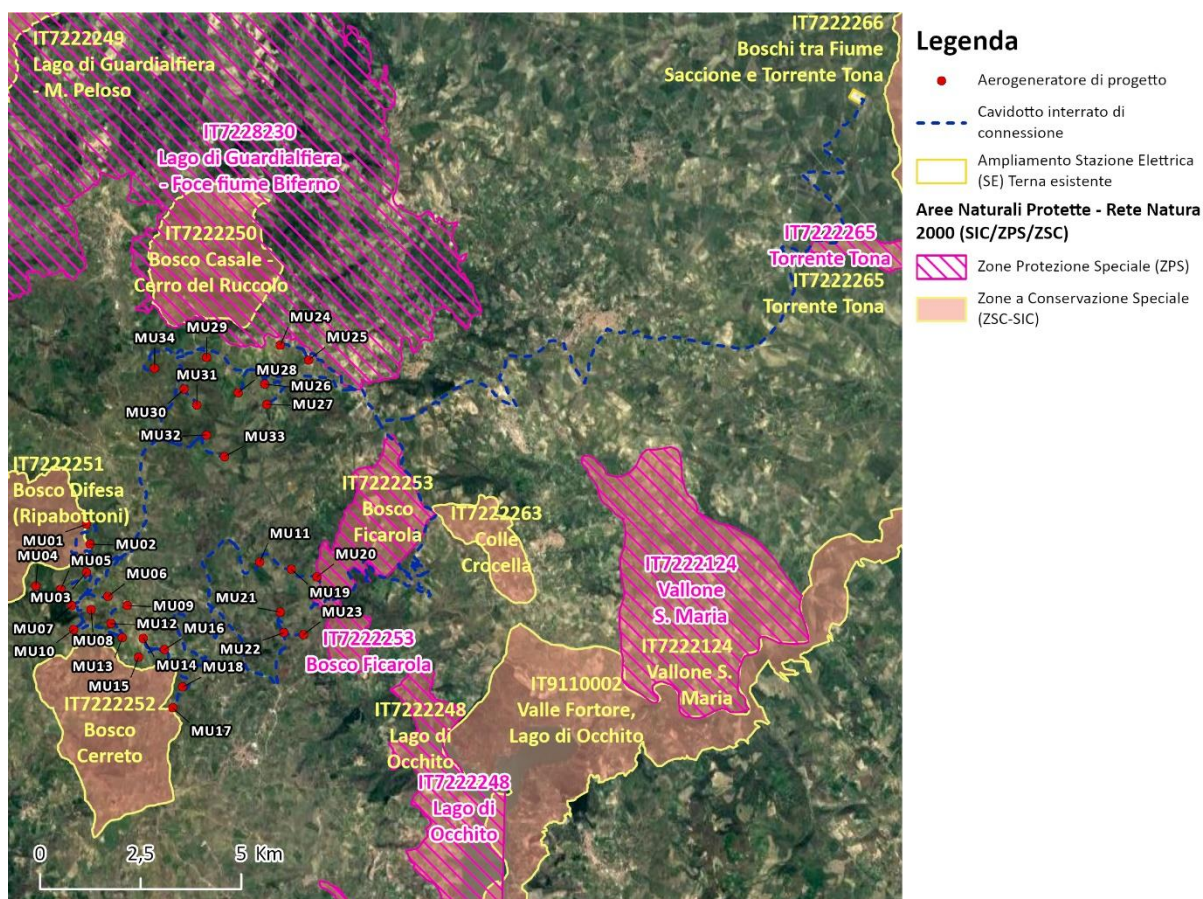 IT7222249
Lago di Guardialfiera
- M. Peloso
IT7222266
Boschi tra Fiume
Saccione e Torrente Tona
IT7228230
Lago di Guardialfiera
- Foce fiume Biferno
IT7222250
Bosco Casale -
Cerro del Ruccolo
IT7222265
Torrente Tona
IT7222265
Torrente Tona
MU24
MU29
MU34
MU25
MU31
MU28
MU26
MU30
MU27
MU32
MU33
IT7222251
Bosco Difesa
(Ripabottoni)
IT7222253
Bosco
Ficarola
IT7222263
Colle
Crocella
MU01
MU02
MU04
MU05
MU11
MU20
MU06
MU03
MU09
MU21
MU19
MU23
MU12
MU16
MU07
MU08
MU22
MU10
MU14
MU13
MU18
MU15
MU17
IT7222253
Bosco Ficarola
IT7222124
Vallone
S. Maria
IT7222124
Vallone S.
Maria
IT7222252
Bosco
Cerreto
IT7222248
Lago di
Occhito
IT9110002
Valle Fortore,
Lago di Occhito
IT7222248
Lago di
Occhito
0 2,5 5 Km
Legenda
Aerogeneratore di progetto
Cavidotto interrato di
connessione
Ampliamento Stazione Elettrica
(SE) Terna esistente
Aree Naturali Protette - Rete Natura
2000 (SIC/ZPS/ZSC)
Zone Protezione Speciale (ZPS)
Zone a Conservazione Speciale
(ZSC-SIC)